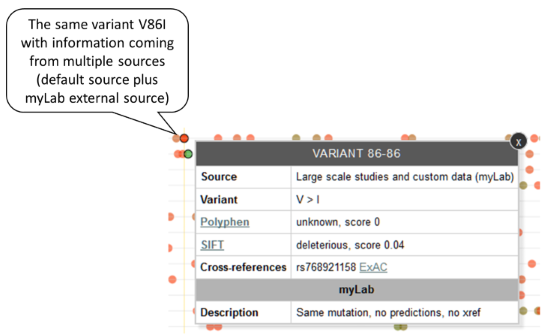 The same variant V86I
with information coming
from multiple sources
(default source plus
myLab external source)
X
VARIANT 86-86
Source Large scale studies and custom data (myLab)
Variant V > I
Polyphen unknown, score 0
SIFT deleterious, score 0.04
Cross-references rs768921158 ExAC
myLab
Description Same mutation, no predictions, no xref